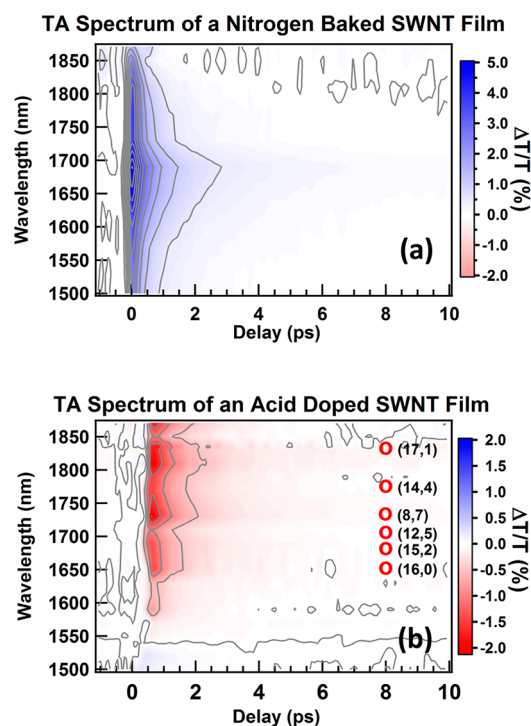 TA Spectrum of a Nitrogen Baked SWNT Film
1850
1800
1750
1700
1650
1600
1550
1500
Wavelength (nm)
(a)
0 2 4 6 8 10
Delay (ps)
5.0
4.0
3.0
2.0
1.0
0.0
-1.0
-2.0
ΔT/T (%)
TA Spectrum of an Acid Doped SWNT Film
1850
1800
1750
1700
1650
1600
1550
1500
Wavelength (nm)
O (17,1)
O (14,4)
O (8,7)
O (12,5)
O (15,2)
O (16,0)
(b)
0 2 4 6 8 10
Delay (ps)
2.0
1.5
1.0
0.5
0.0
-0.5
-1.0
-1.5
-2.0
ΔT/T (%)